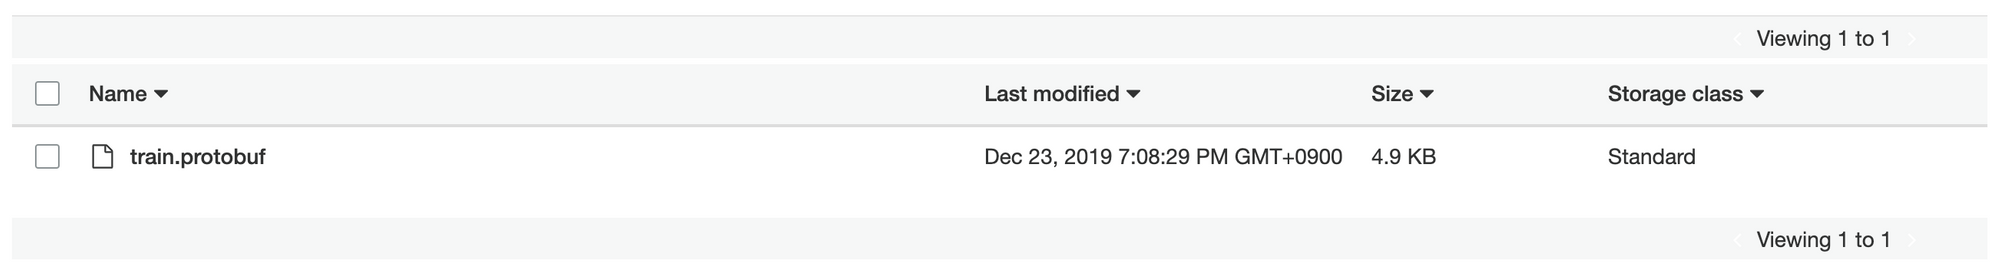 Viewing 1 to 1
Name Last modified Size Storage class
train.protobuf Dec 23, 2019 7:08:29 PM GMT+0900 4.9 KB Standard
Viewing 1 to 1